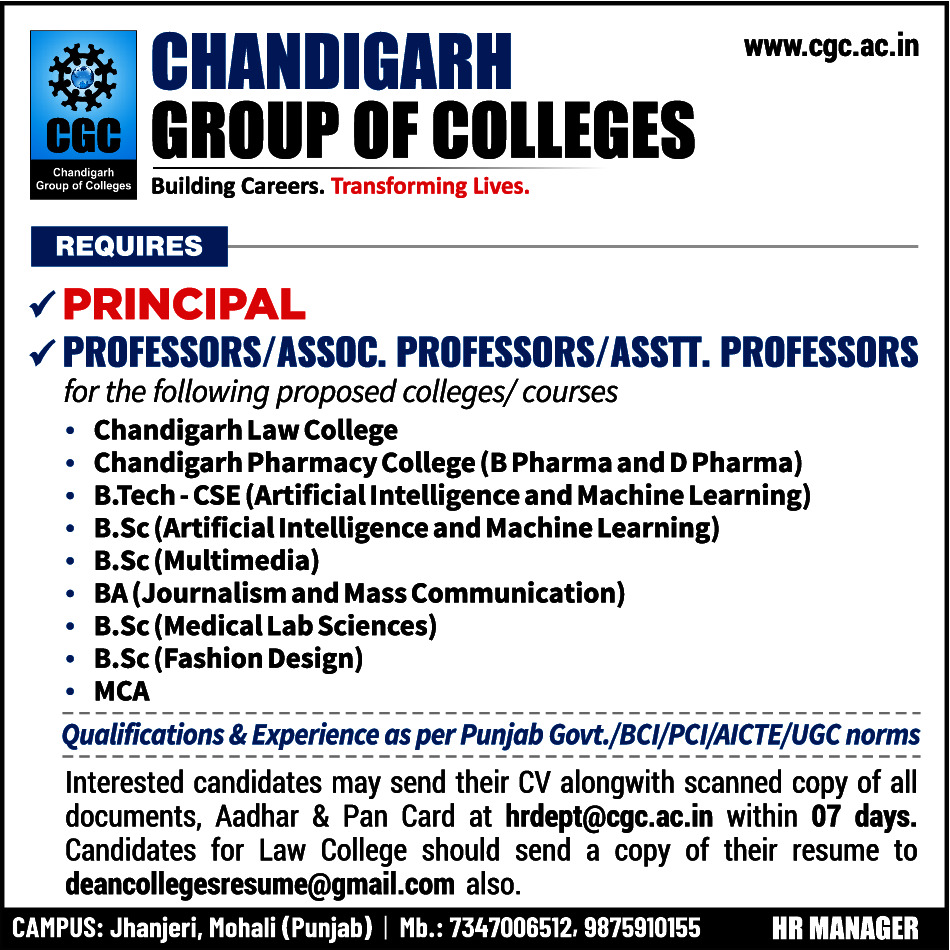 CGC
Chandigarh
Group of Colleges
CHANDIGARH
GROUP OF COLLEGES
Building Careers. Transforming Lives.
www.cgc.ac.in
REQUIRES
✓ PRINCIPAL
✓ PROFESSORS/ASSOC. PROFESSORS/ASSTT. PROFESSORS
for the following proposed colleges/ courses
• Chandigarh Law College
• Chandigarh Pharmacy College (B Pharma and D Pharma)
• B.Tech - CSE (Artificial Intelligence and Machine Learning)
• B.Sc (Artificial Intelligence and Machine Learning)
• B.Sc (Multimedia)
• BA (Journalism and Mass Communication)
• B.Sc (Medical Lab Sciences)
• B.Sc (Fashion Design)
• MCA
Qualifications & Experience as per Punjab Govt./BCI/PCI/AICTE/UGC norms
Interested candidates may send their CV alongwith scanned copy of all
documents, Aadhar & Pan Card at hrdept@cgc.ac.in within 07 days.
Candidates for Law College should send a copy of their resume to
deancollegesresume@gmail.com also.
CAMPUS: Jhanjeri, Mohali (Punjab) | Mb.: 7347006512, 9875910155 HR MANAGER